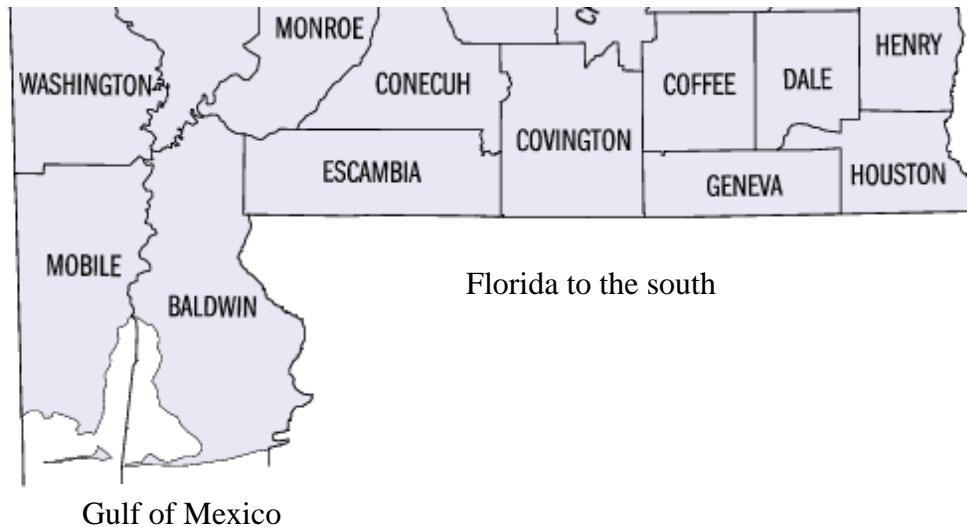 MONROE
HENRY
WASHINGTON
CONECUH
COFFEE
DALE
COVINGTON
ESCAMBIA
GENEVA
HOUSTON
MOBILE
Florida to the south
BALDWIN
Gulf of Mexico